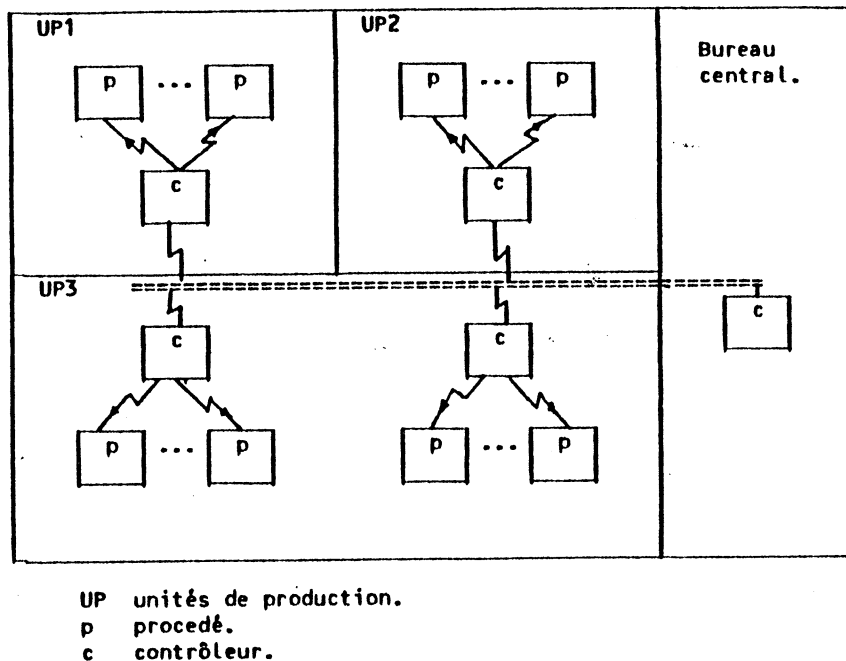 UP1
UP2
Bureau
central.
p ... p
p ... p
c
c
UP3
c
c
c
p ... p
p ... p
UP unités de production.
p procedé.
c contrôleur.